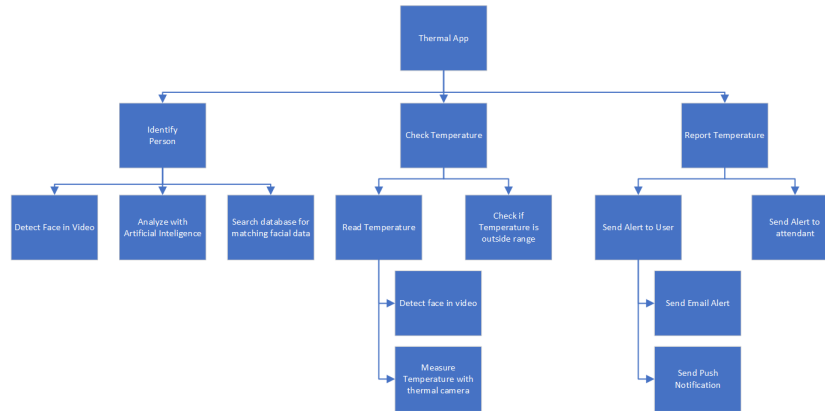 Thermal App
Identify
Person
Check Temperature
Report Temperature
Detect Face in Video
Analyze with
Artificial Inteligence
Search database for
matching facial data
Read Temperature
Check if
Temperature is
outside range
Send Alert to User
Send Alert to
attendant
Detect face in video
Send Email Alert
Measure
Temperature with
thermal camera
Send Push
Notification